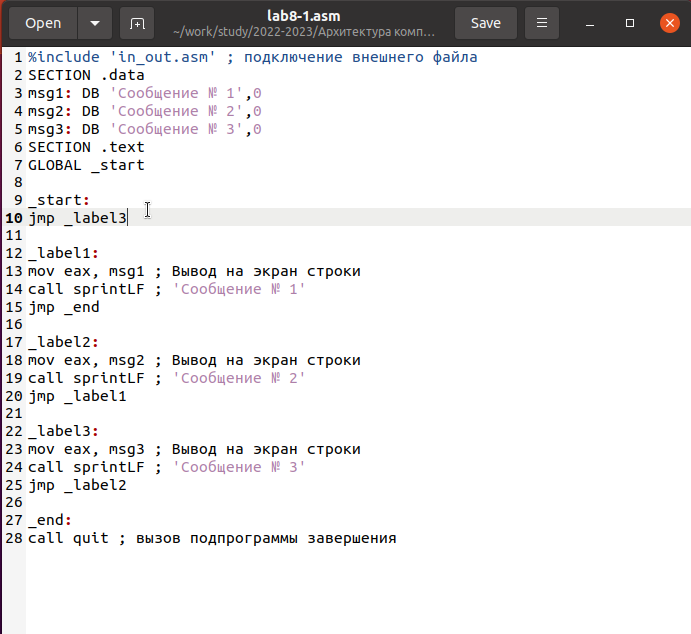 Open
lab8-1.asm
~/work/study/2022-2023/Архитектура комп…
Save
1 %include 'in_out.asm' ; подключение внешнего файла
2 SECTION .data
3 msg1: DB 'Сообщение № 1',0
4 msg2: DB 'Сообщение № 2',0
5 msg3: DB 'Сообщение № 3',0
6 SECTION .text
7 GLOBAL _start
8
9 _start:
10 jmp _label3
11
12 _label1:
13 mov eax, msg1 ; Вывод на экран строки
14 call sprintLF ; 'Сообщение № 1'
15 jmp _end
16
17 _label2:
18 mov eax, msg2 ; Вывод на экран строки
19 call sprintLF ; 'Сообщение № 2'
20 jmp _label1
21
22 _label3:
23 mov eax, msg3 ; Вывод на экран строки
24 call sprintLF ; 'Сообщение № 3'
25 jmp _label2
26
27 _end:
28 call quit ; вызов подпрограммы завершения